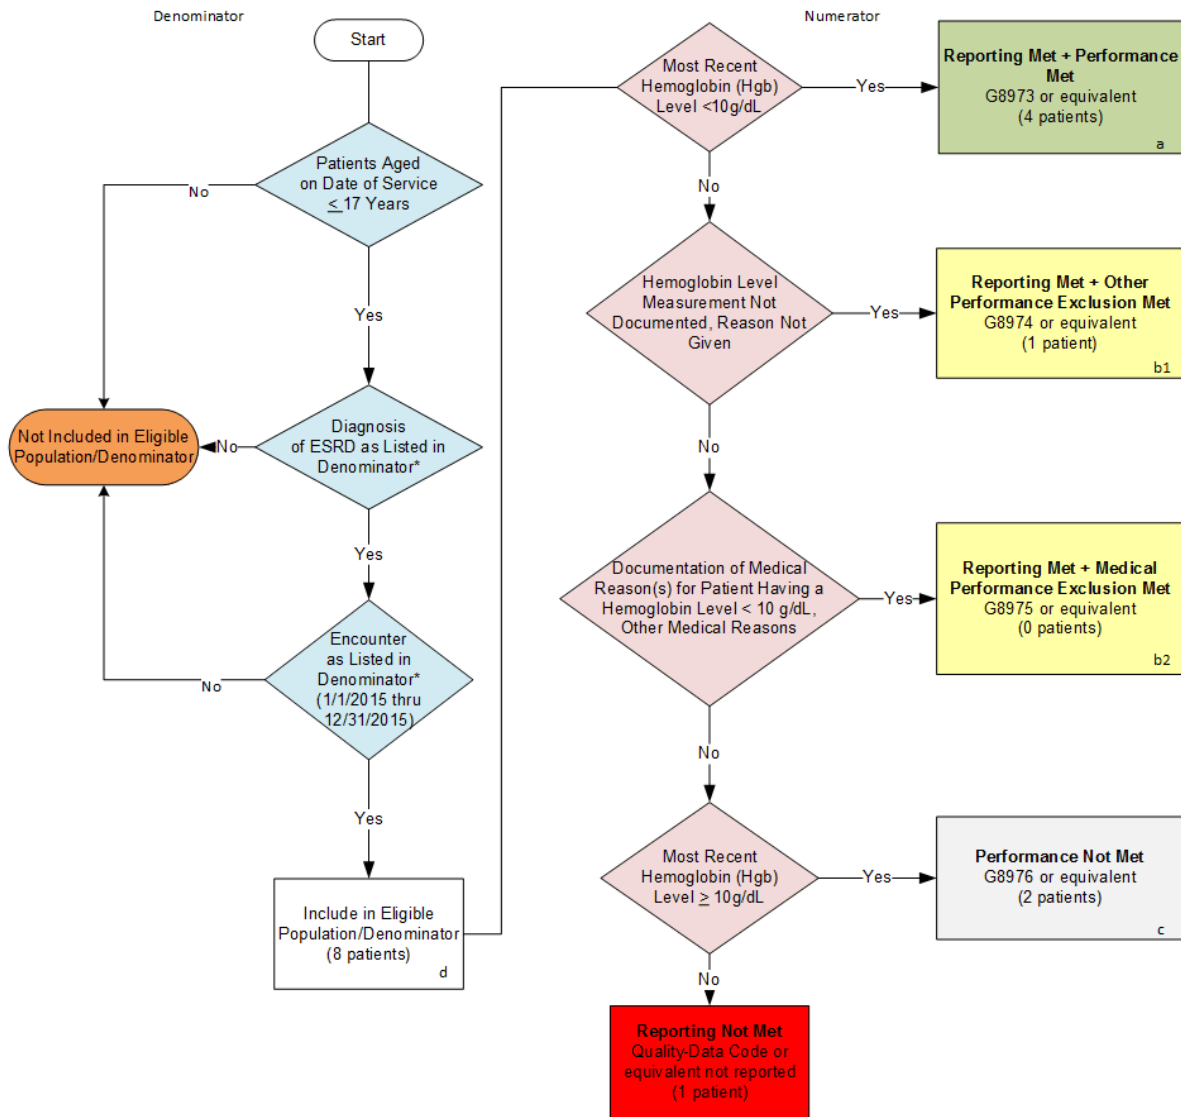 Denominator
Numerator
Start
Patients Aged
on Date of Service
< 17 Years
No
Yes
Diagnosis
of ESRD as Listed in
Denominator*
No
Not Included in Eligible
Population/Denominator
Yes
Encounter
as Listed in
Denominator*
(1/1/2015 thru
12/31/2015)
No
Yes
Include in Eligible
Population/Denominator
(8 patients)
d
Most Recent
Hemoglobin (Hgb)
Level <10g/dL
Yes
Reporting Met + Performance
Met
G8973 or equivalent
(4 patients)
a
No
Hemoglobin Level
Measurement Not
Documented, Reason Not
Given
Yes
Reporting Met + Other
Performance Exclusion Met
G8974 or equivalent
(1 patient)
b1
No
Documentation of Medical
Reason(s) for Patient Having a
Hemoglobin Level < 10 g/dL,
Other Medical Reasons
Yes
Reporting Met + Medical
Performance Exclusion Met
G8975 or equivalent
(0 patients)
b2
No
Most Recent
Hemoglobin (Hgb)
Level > 10g/dL
Yes
Performance Not Met
G8976 or equivalent
(2 patients)
c
No
Reporting Not Met
Quality-Data Code or
equivalent not reported
(1 patient)